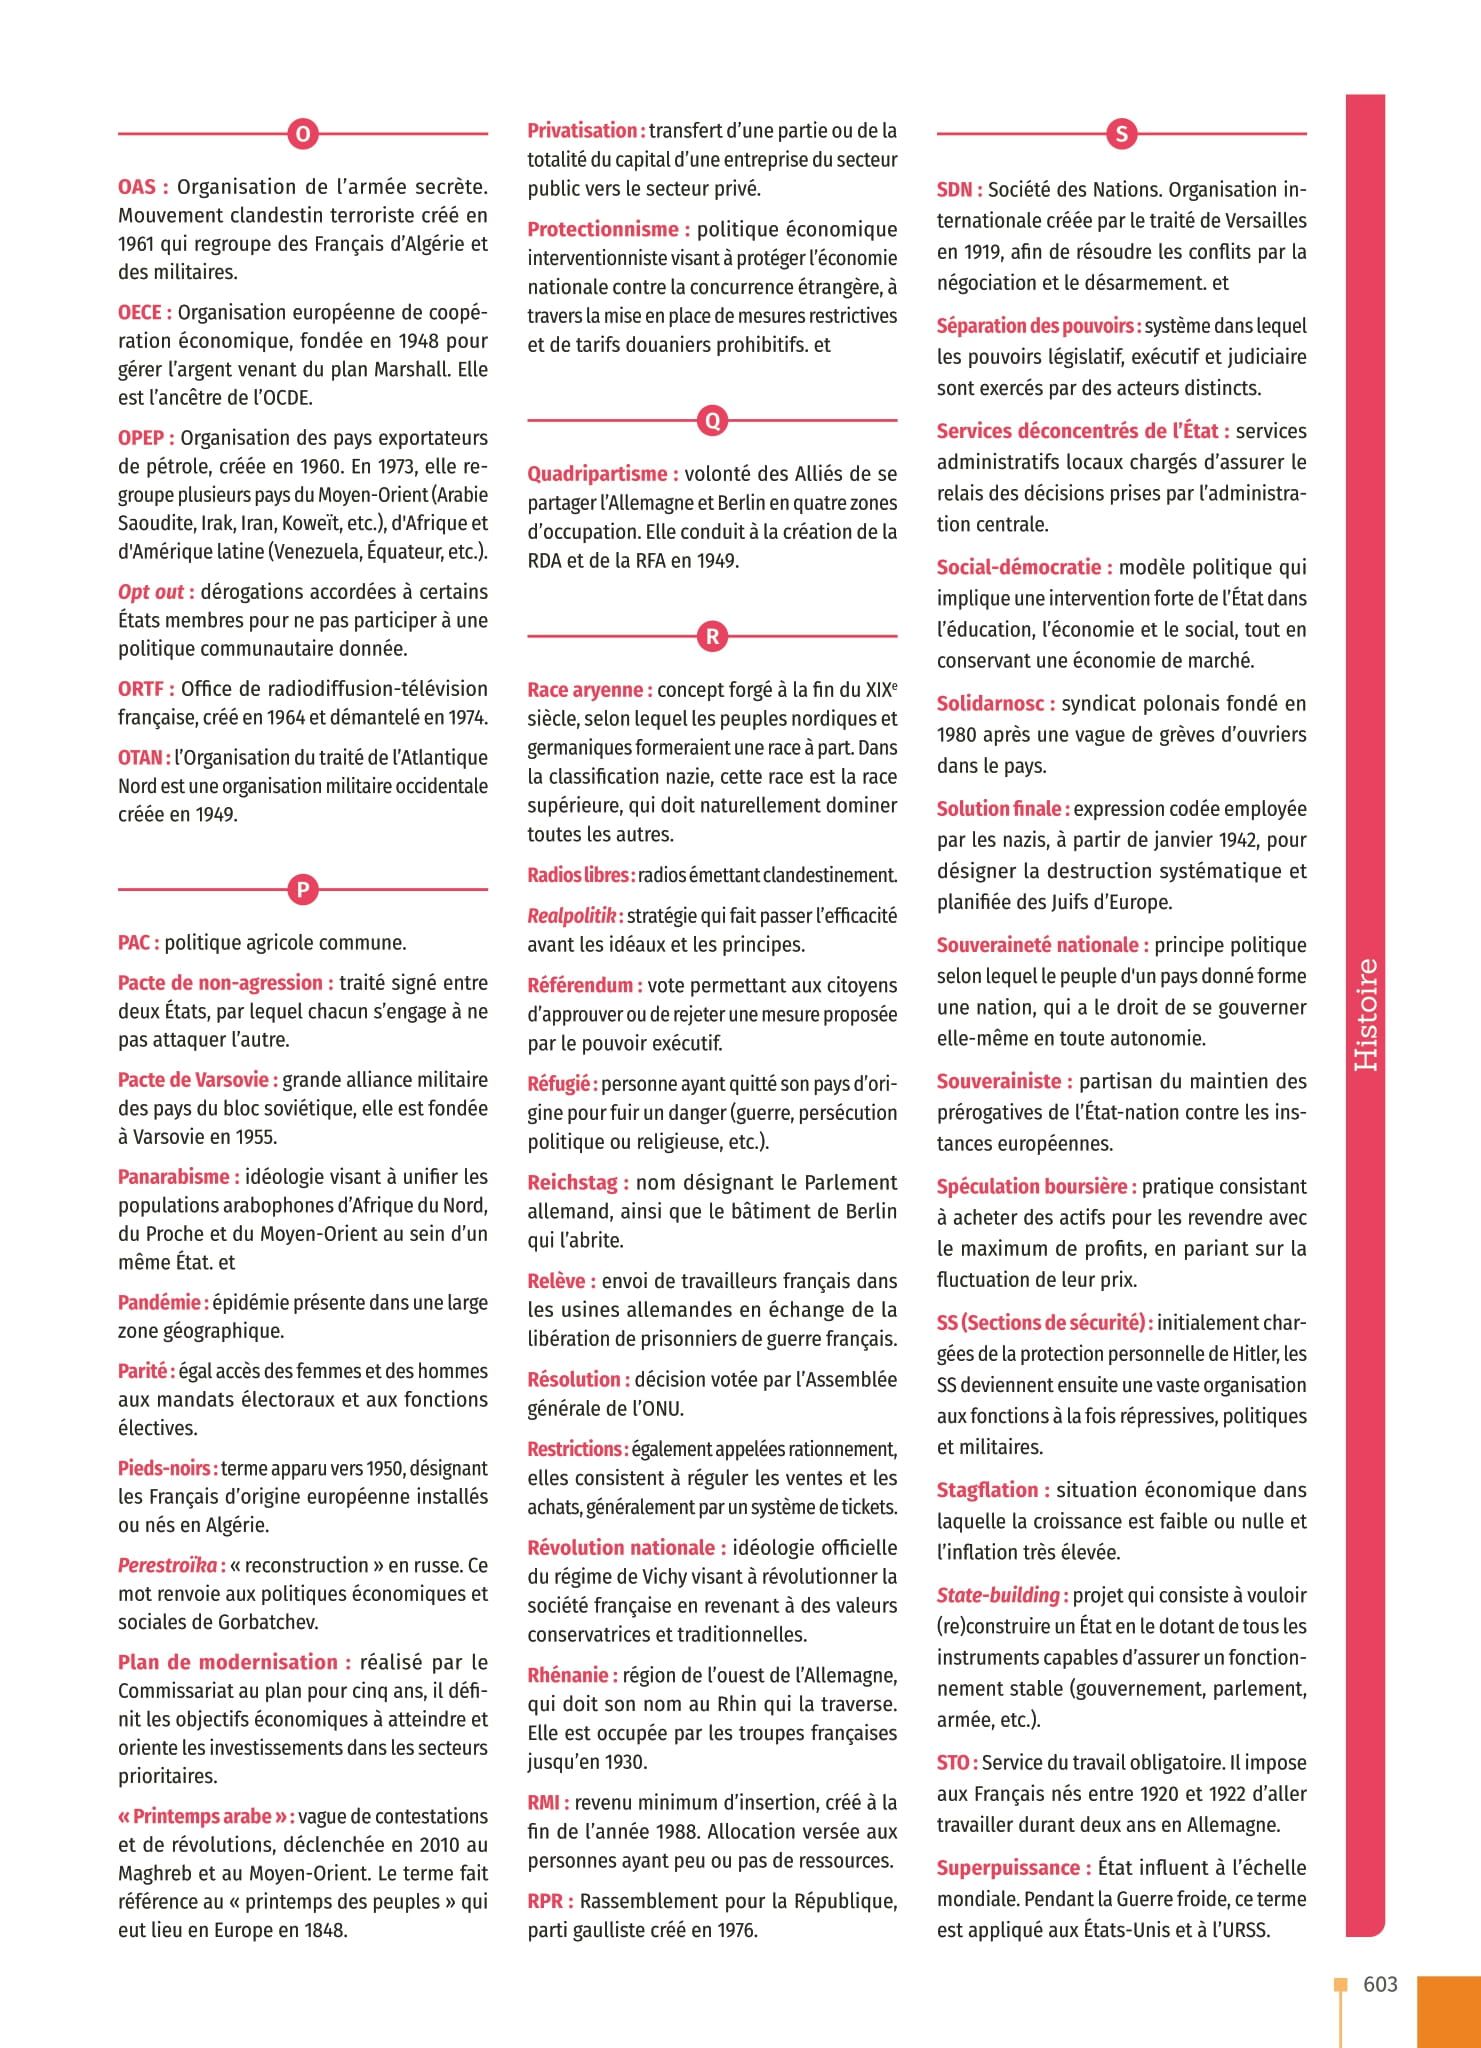 O
OAS : Organisation de l’armée secrète.
Mouvement clandestin terroriste créé en
1961 qui regroupe des Français d’Algérie et
des militaires.
OECE : Organisation européenne de coopé-
ration économique, fondée en 1948 pour
gérer l’argent venant du plan Marshall. Elle
est l’ancêtre de l’OCDE.
OPEP : Organisation des pays exportateurs
de pétrole, créée en 1960. En 1973, elle re-
groupe plusieurs pays du Moyen-Orient (Arabie
Saoudite, Irak, Iran, Koweït, etc.), d'Afrique et
d'Amérique latine (Venezuela, Équateur, etc.).
Opt out : dérogations accordées à certains
États membres pour ne pas participer à une
politique communautaire donnée.
ORTF : Office de radiodiffusion-télévision
française, créé en 1964 et démantelé en 1974.
OTAN : l’Organisation du traité de l’Atlantique
Nord est une organisation militaire occidentale
créée en 1949.
P
PAC : politique agricole commune.
Pacte de non-agression : traité signé entre
deux États, par lequel chacun s’engage à ne
pas attaquer l’autre.
Pacte de Varsovie : grande alliance militaire
des pays du bloc soviétique, elle est fondée
à Varsovie en 1955.
Panarabisme : idéologie visant à unifier les
populations arabophones d’Afrique du Nord,
du Proche et du Moyen-Orient au sein d’un
même État. et
Pandémie : épidémie présente dans une large
zone géographique.
Parité : égal accès des femmes et des hommes
aux mandats électoraux et aux fonctions
électives.
Pieds-noirs : terme apparu vers 1950, désignant
les Français d’origine européenne installés
ou nés en Algérie.
Perestroïka : « reconstruction » en russe. Ce
mot renvoie aux politiques économiques et
sociales de Gorbatchev.
Plan de modernisation : réalisé par le
Commissariat au plan pour cinq ans, il défi-
nit les objectifs économiques à atteindre et
oriente les investissements dans les secteurs
prioritaires.
« Printemps arabe » : vague de contestations
et de révolutions, déclenchée en 2010 au
Maghreb et au Moyen-Orient. Le terme fait
référence au « printemps des peuples » qui
eut lieu en Europe en 1848.
Privatisation : transfert d’une partie ou de la
totalité du capital d’une entreprise du secteur
public vers le secteur privé.
Protectionnisme : politique économique
interventionniste visant à protéger l’économie
nationale contre la concurrence étrangère, à
travers la mise en place de mesures restrictives
et de tarifs douaniers prohibitifs. et
Q
Quadripartisme : volonté des Alliés de se
partager l’Allemagne et Berlin en quatre zones
d’occupation. Elle conduit à la création de la
RDA et de la RFA en 1949.
R
Race aryenne : concept forgé à la fin du XIXe
siècle, selon lequel les peuples nordiques et
germaniques formeraient une race à part. Dans
la classification nazie, cette race est la race
supérieure, qui doit naturellement dominer
toutes les autres.
Radios libres : radios émettant clandestinement.
Realpolitik : stratégie qui fait passer l’efficacité
avant les idéaux et les principes.
Référendum : vote permettant aux citoyens
d’approuver ou de rejeter une mesure proposée
par le pouvoir exécutif.
Réfugié : personne ayant quitté son pays d’ori-
gine pour fuir un danger (guerre, persécution
politique ou religieuse, etc.).
Reichstag : nom désignant le Parlement
allemand, ainsi que le bâtiment de Berlin
qui l’abrite.
Relève : envoi de travailleurs français dans
les usines allemandes en échange de la
libération de prisonniers de guerre français.
Résolution : décision votée par l’Assemblée
générale de l’ONU.
Restrictions : également appelées rationnement,
elles consistent à réguler les ventes et les
achats, généralement par un système de tickets.
Révolution nationale : idéologie officielle
du régime de Vichy visant à révolutionner la
société française en revenant à des valeurs
conservatrices et traditionnelles.
Rhénanie : région de l’ouest de l’Allemagne,
qui doit son nom au Rhin qui la traverse.
Elle est occupée par les troupes françaises
jusqu’en 1930.
RMI : revenu minimum d’insertion, créé à la
fin de l’année 1988. Allocation versée aux
personnes ayant peu ou pas de ressources.
RPR : Rassemblement pour la République,
parti gaulliste créé en 1976.
S
SDN : Société des Nations. Organisation in-
ternationale créée par le traité de Versailles
en 1919, afin de résoudre les conflits par la
négociation et le désarmement. et
Séparation des pouvoirs : système dans lequel
les pouvoirs législatif, exécutif et judiciaire
sont exercés par des acteurs distincts.
Services déconcentrés de l’État : services
administratifs locaux chargés d’assurer le
relais des décisions prises par l’administra-
tion centrale.
Social-démocratie : modèle politique qui
implique une intervention forte de l’État dans
l’éducation, l’économie et le social, tout en
conservant une économie de marché.
Solidarnosc : syndicat polonais fondé en
1980 après une vague de grèves d’ouvriers
dans le pays.
Solution finale : expression codée employée
par les nazis, à partir de janvier 1942, pour
désigner la destruction systématique et
planifiée des Juifs d’Europe.
Souveraineté nationale : principe politique
selon lequel le peuple d'un pays donné forme
une nation, qui a le droit de se gouverner
elle-même en toute autonomie.
Souverainiste : partisan du maintien des
prérogatives de l’État-nation contre les ins-
tances européennes.
Spéculation boursière : pratique consistant
à acheter des actifs pour les revendre avec
le maximum de profits, en pariant sur la
fluctuation de leur prix.
SS (Sections de sécurité) : initialement char-
gées de la protection personnelle de Hitler, les
SS deviennent ensuite une vaste organisation
aux fonctions à la fois répressives, politiques
et militaires.
Stagflation : situation économique dans
laquelle la croissance est faible ou nulle et
l’inflation très élevée.
State-building : projet qui consiste à vouloir
(re)construire un État en le dotant de tous les
instruments capables d’assurer un fonction-
nement stable (gouvernement, parlement,
armée, etc.).
STO : Service du travail obligatoire. Il impose
aux Français nés entre 1920 et 1922 d’aller
travailler durant deux ans en Allemagne.
Superpuissance : État influent à l’échelle
mondiale. Pendant la Guerre froide, ce terme
est appliqué aux États-Unis et à l’URSS.
Histoire
603